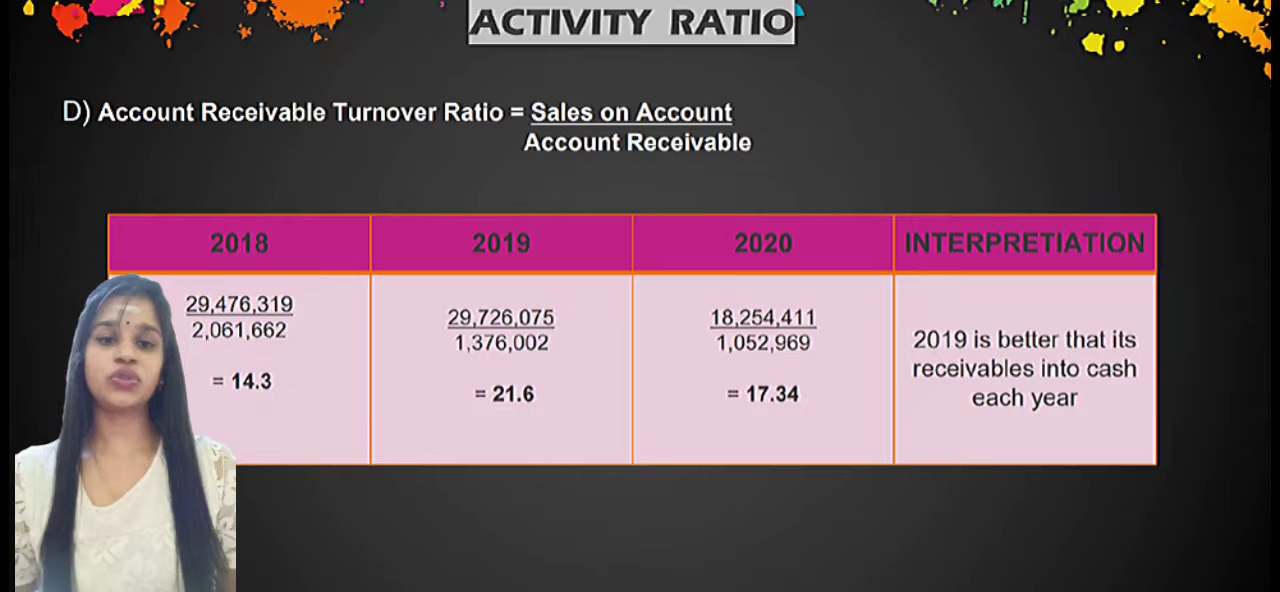 ACTIVITY RATIO
D) Account Receivable Turnover Ratio = Sales on Account
Account Receivable
2018
2019
2020
INTERPRETIATION
29,476,319
2,061,662
= 14.3
29,726,075
1,376,002
= 21.6
18,254,411
1,052,969
= 17.34
2019 is better that its
receivables into cash
each year